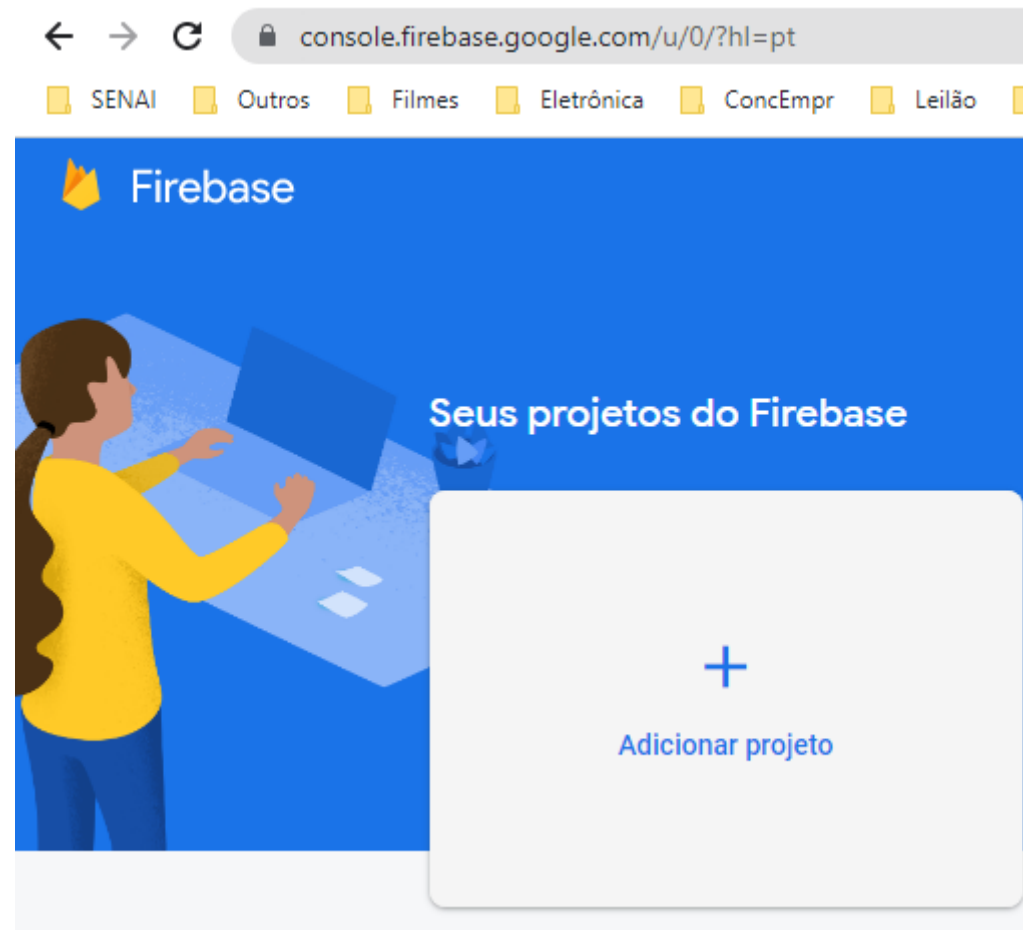 console.firebase.google.com/u/0/?hl=pt
SENAI Outros Filmes Eletrônica ConcEmpr Leilão
Firebase
Seus projetos do Firebase
Adicionar projeto